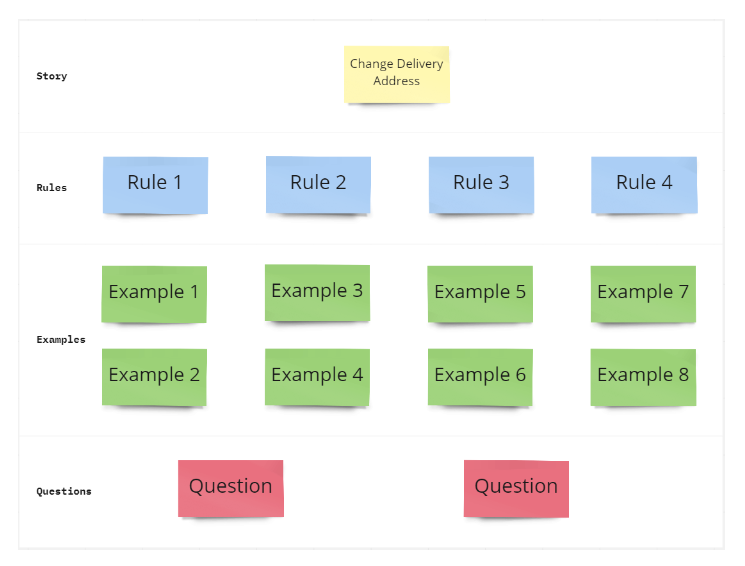 Story
Change Delivery
Address
Rules
Rule 1
Rule 2
Rule 3
Rule 4
Examples
Example 1
Example 3
Example 5
Example 7
Example 2
Example 4
Example 6
Example 8
Questions
Question
Question